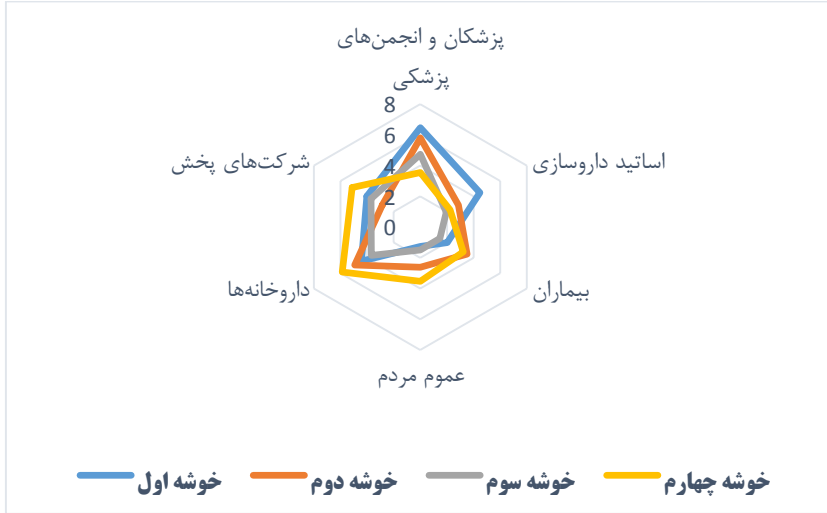 پزشکان و انجمن‌های
پزشکی
8
6
4
2
0
اساتید داروسازی
شرکت‌های پخش
بیماران
داروخانه‌ها
عموم مردم
خوشه اول
خوشه دوم
خوشه سوم
خوشه چهارم